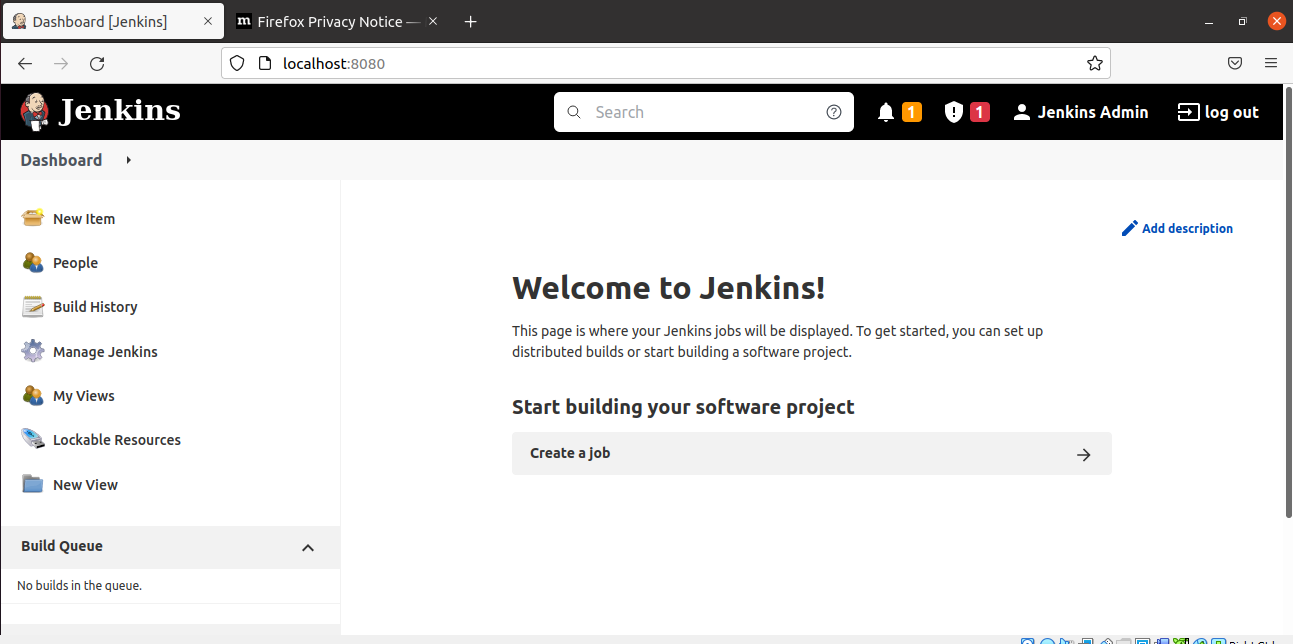 Dashboard [Jenkins]
Firefox Privacy Notice —
localhost:8080
Jenkins
Search
1
1
Jenkins Admin
log out
Dashboard
New Item
People
Build History
Manage Jenkins
My Views
Lockable Resources
New View
Build Queue
No builds in the queue.
Add description
Welcome to Jenkins!
This page is where your Jenkins jobs will be displayed. To get started, you can set up
distributed builds or start building a software project.
Start building your software project
Create a job